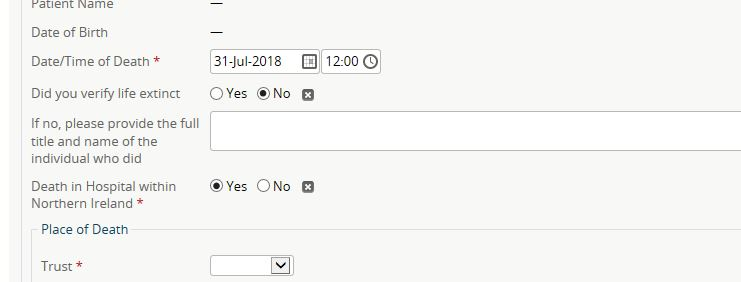 Patient Name —
Date of Birth —
Date/Time of Death * 31-Jul-2018 12:00
Did you verify life extinct Yes No
If no, please provide the full
title and name of the
individual who did
Death in Hospital within Yes No
Northern Ireland *
Place of Death
Trust *